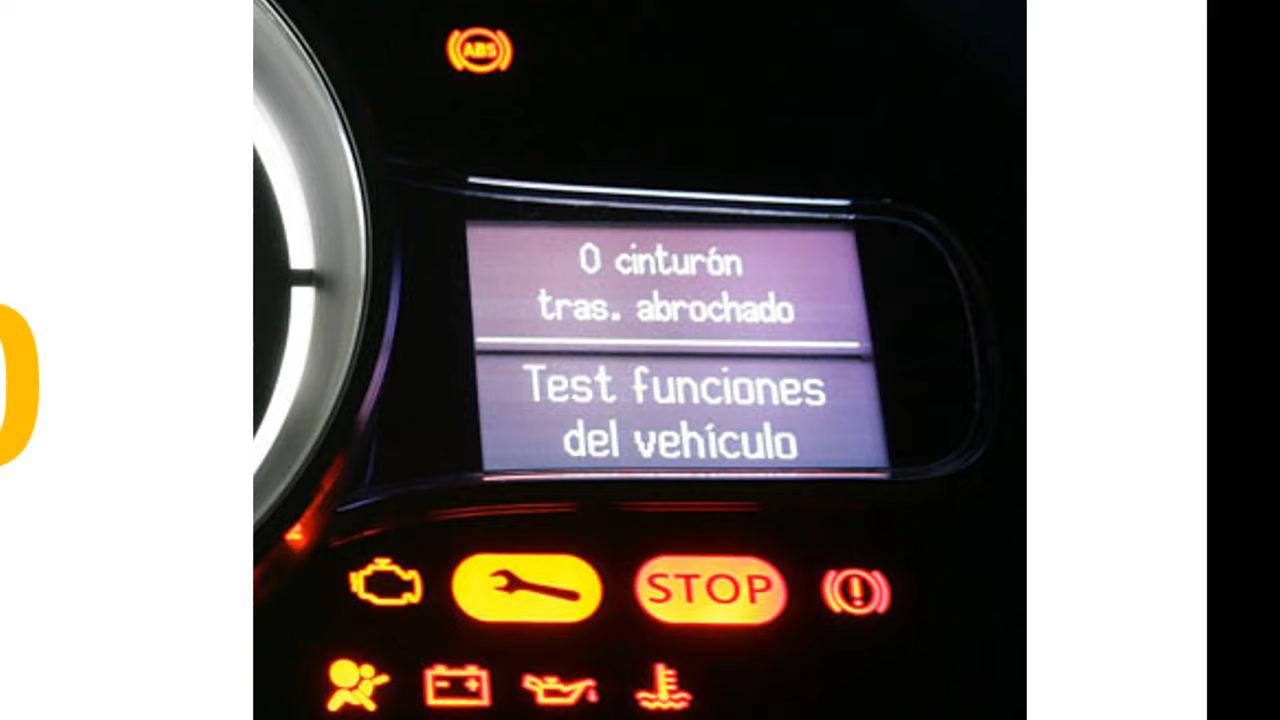 ABS
0 cinturón
tras. abrochado
Test funciones
del vehículo
STOP